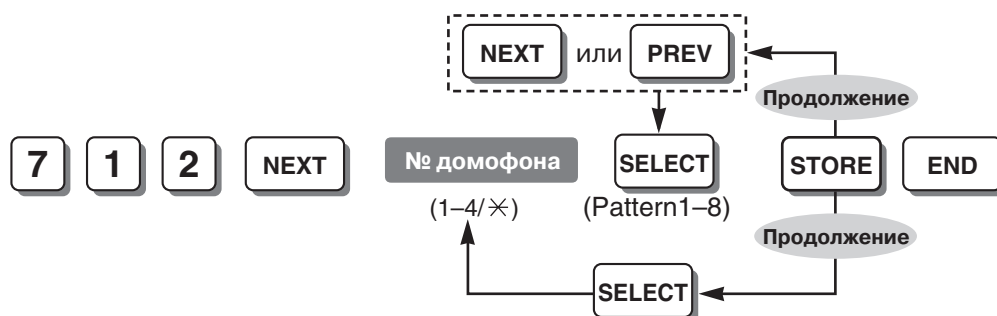 NEXT или PREV
Продолжение
7 1 2 NEXT № домофона SELECT STORE END
(1–4/✳) (Pattern1–8)
Продолжение
SELECT